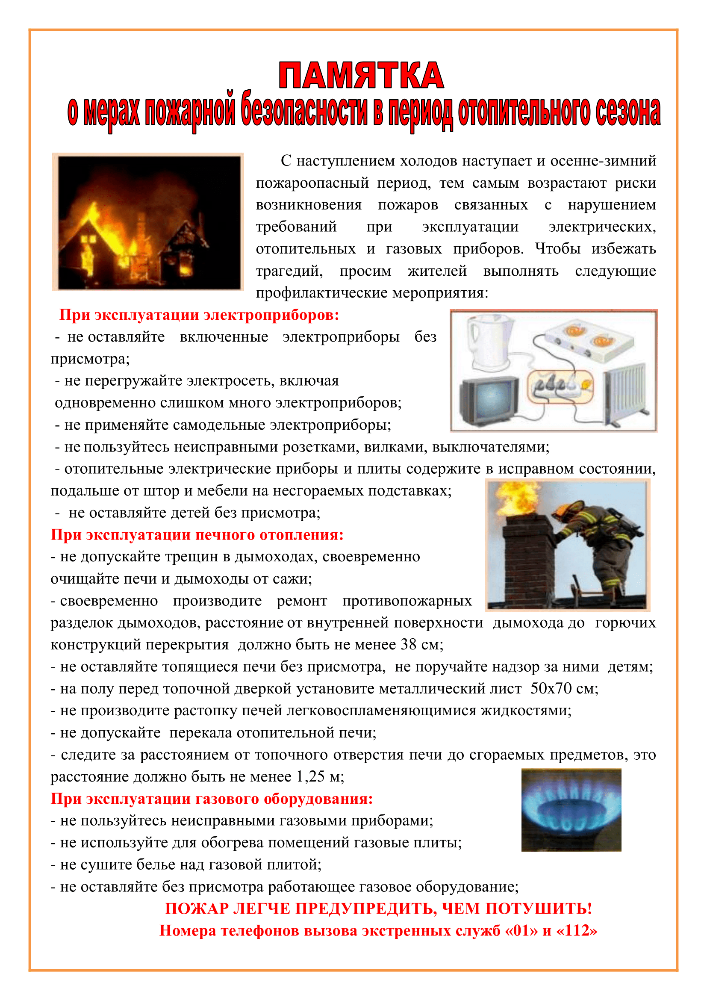 ПАМЯТКА
о мерах пожарной безопасности в период отопительного сезона
С наступлением холодов наступает и осенне-зимний
пожароопасный период, тем самым возрастают риски
возникновения пожаров связанных с нарушением
требований при эксплуатации электрических,
отопительных и газовых приборов. Чтобы избежать
трагедий, просим жителей выполнять следующие
профилактические мероприятия:
При эксплуатации электроприборов:
- не оставляйте включенные электроприборы без
присмотра;
- не перегружайте электросеть, включая
одновременно слишком много электроприборов;
- не применяйте самодельные электроприборы;
- не пользуйтесь неисправными розетками, вилками, выключателями;
- отопительные электрические приборы и плиты содержите в исправном состоянии,
подальше от штор и мебели на несгораемых подставках;
- не оставляйте детей без присмотра;
При эксплуатации печного отопления:
- не допускайте трещин в дымоходах, своевременно
очищайте печи и дымоходы от сажи;
- своевременно производите ремонт противопожарных
разделок дымоходов, расстояние от внутренней поверхности дымохода до горючих
конструкций перекрытия должно быть не менее 38 см;
- не оставляйте топящиеся печи без присмотра, не поручайте надзор за ними детям;
- на полу перед топочной дверкой установите металлический лист 50х70 см;
- не производите растопку печей легковоспламеняющимися жидкостями;
- не допускайте перекала отопительной печи;
- следите за расстоянием от топочного отверстия печи до сгораемых предметов, это
расстояние должно быть не менее 1,25 м;
При эксплуатации газового оборудования:
- не пользуйтесь неисправными газовыми приборами;
- не используйте для обогрева помещений газовые плиты;
- не сушите белье над газовой плитой;
- не оставляйте без присмотра работающее газовое оборудование;
ПОЖАР ЛЕГЧЕ ПРЕДУПРЕДИТЬ, ЧЕМ ПОТУШИТЬ!
Номера телефонов вызова экстренных служб «01» и «112»